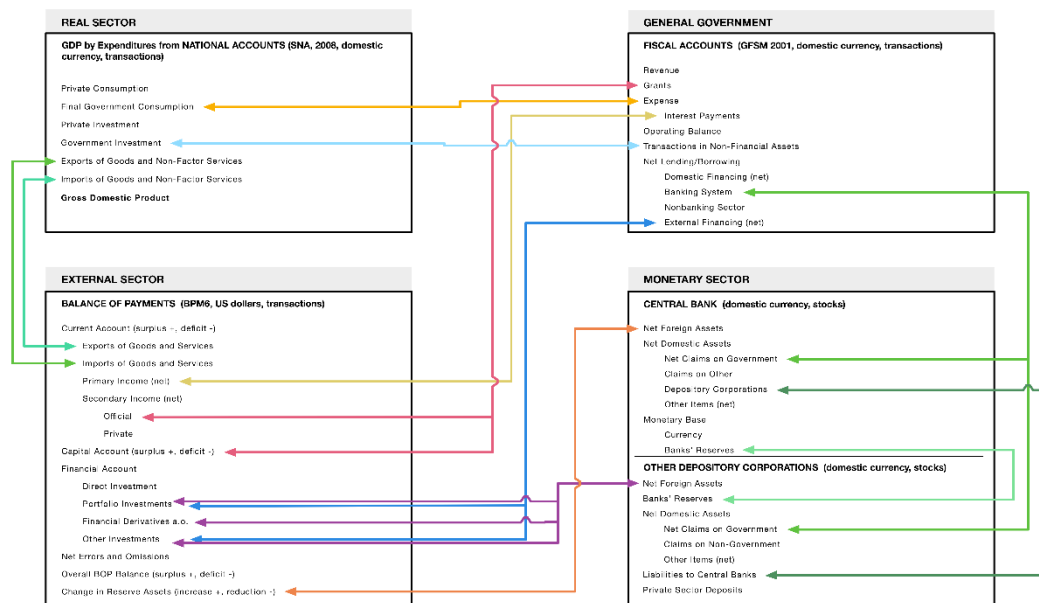 REAL SECTOR
GDP by Expenditures from NATIONAL ACCOUNTS (SNA, 2008, domestic
currency, transactions)
Private Consumption
Final Government Consumption
Private Investment
Government Investment
Exports of Goods and Non-Factor Services
Imports of Goods and Non-Factor Services
Gross Domestic Product
GENERAL GOVERNMENT
FISCAL ACCOUNTS (GFSM 2001, domestic currency, transactions)
Revenue
Grants
Expense
Interest Payments
Operating Balance
Transactions in Non-Financial Assets
Net Lending/Borrowing
Domestic Financing (net)
Banking System
Nonbanking Sector
External Financing (net)
EXTERNAL SECTOR
BALANCE OF PAYMENTS (BPM6, US dollars, transactions)
Current Account (surplus +, deficit -)
Exports of Goods and Services
Imports of Goods and Services
Primary Income (net)
Secondary Income (net)
Official
Private
Capital Account (surplus +, deficit -)
Financial Account
Direct Investment
Portfolio Investments
Financial Derivatives a.o.
Other Investments
Net Errors and Omissions
Overall BOP Balance (surplus +, deficit -)
Change in Reserve Assets (increase +, reduction -)
MONETARY SECTOR
CENTRAL BANK (domestic currency, stocks)
Net Foreign Assets
Net Domestic Assets
Net Claims on Government
Claims on Other
Depository Corporations
Other Items (net)
Monetary Base
Currency
Banks' Reserves
OTHER DEPOSITORY CORPORATIONS (domestic currency, stocks)
Net Foreign Assets
Banks' Reserves
Net Domestic Assets
Net Claims on Government
Claims on Non-Government
Other Items (net)
Liabilities to Central Banks
Private Sector Deposits